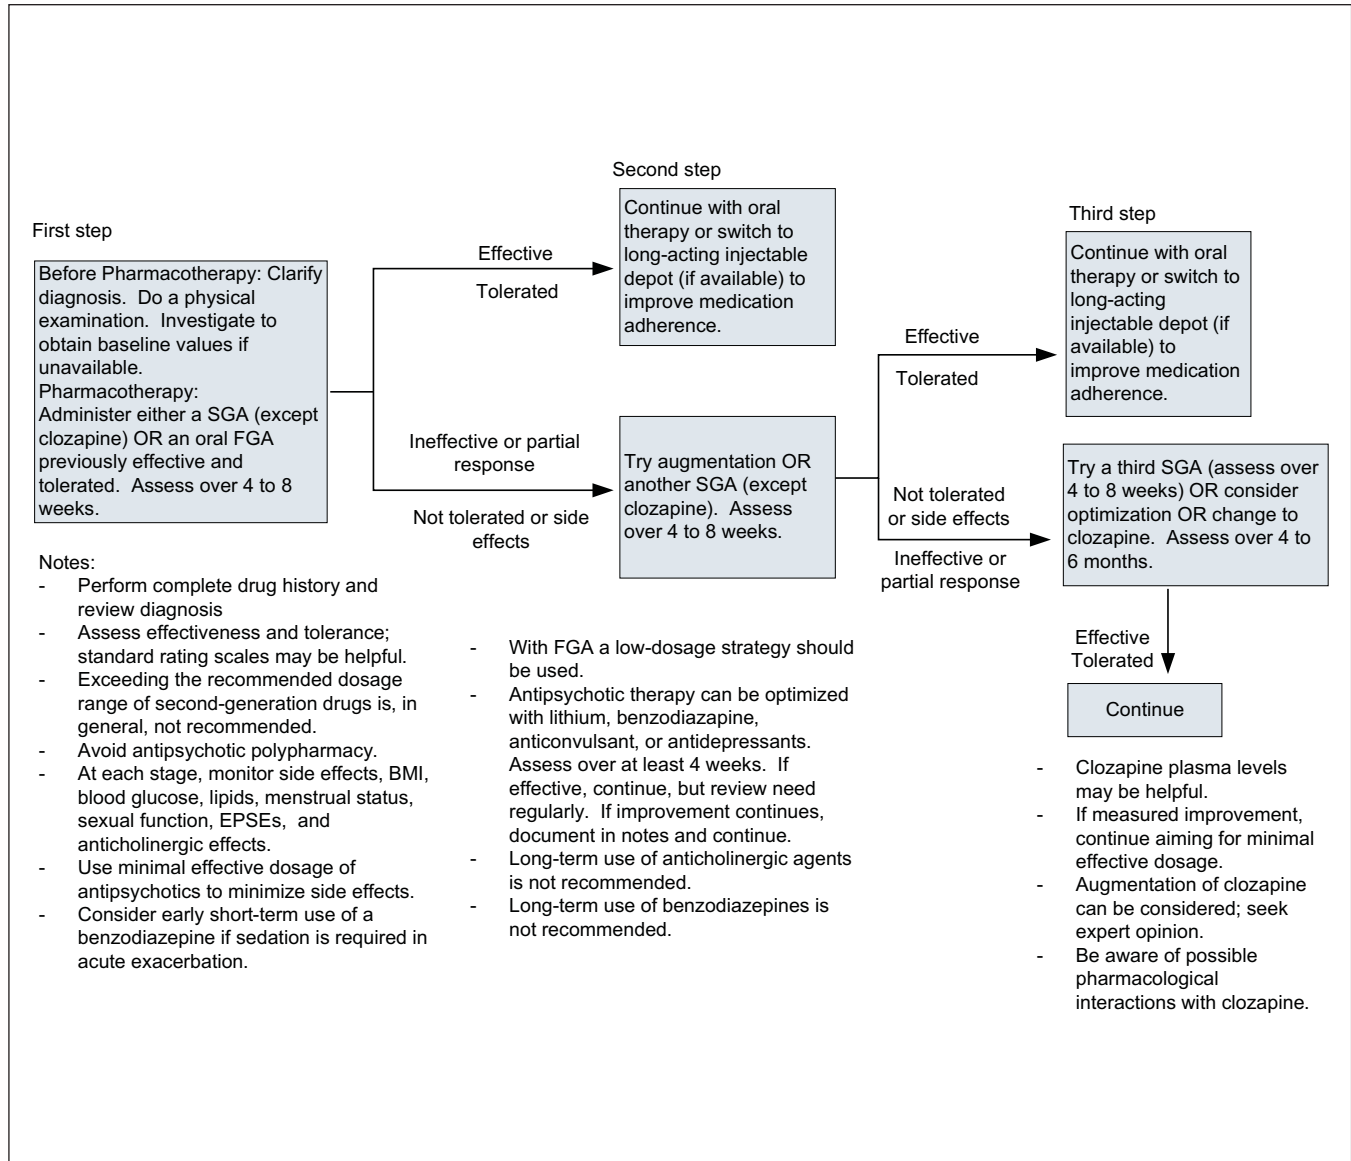 First step
Before Pharmacotherapy: Clarify
diagnosis. Do a physical
examination. Investigate to
obtain baseline values if
unavailable.
Pharmacotherapy:
Administer either a SGA (except
clozapine) OR an oral FGA
previously effective and
tolerated. Assess over 4 to 8
weeks.
Effective
Tolerated
Ineffective or partial
response
Not tolerated or side
effects
Second step
Continue with oral
therapy or switch to
long-acting injectable
depot (if available) to
improve medication
adherence.
Try augmentation OR
another SGA (except
clozapine). Assess
over 4 to 8 weeks.
Effective
Tolerated
Not tolerated
or side effects
Ineffective or
partial response
Third step
Continue with oral
therapy or switch to
long-acting
injectable depot (if
available) to
improve medication
adherence.
Try a third SGA (assess over
4 to 8 weeks) OR consider
optimization OR change to
clozapine. Assess over 4 to
6 months.
Effective
Tolerated
Continue
Notes:
- Perform complete drug history and
review diagnosis
- Assess effectiveness and tolerance;
standard rating scales may be helpful.
- Exceeding the recommended dosage
range of second-generation drugs is, in
general, not recommended.
- Avoid antipsychotic polypharmacy.
- At each stage, monitor side effects, BMI,
blood glucose, lipids, menstrual status,
sexual function, EPSEs, and
anticholinergic effects.
- Use minimal effective dosage of
antipsychotics to minimize side effects.
- Consider early short-term use of a
benzodiazepine if sedation is required in
acute exacerbation.
- With FGA a low-dosage strategy should
be used.
- Antipsychotic therapy can be optimized
with lithium, benzodiazapine,
anticonvulsant, or antidepressants.
Assess over at least 4 weeks. If
effective, continue, but review need
regularly. If improvement continues,
document in notes and continue.
- Long-term use of anticholinergic agents
is not recommended.
- Long-term use of benzodiazepines is
not recommended.
- Clozapine plasma levels
may be helpful.
- If measured improvement,
continue aiming for minimal
effective dosage.
- Augmentation of clozapine
can be considered; seek
expert opinion.
- Be aware of possible
pharmacological
interactions with clozapine.